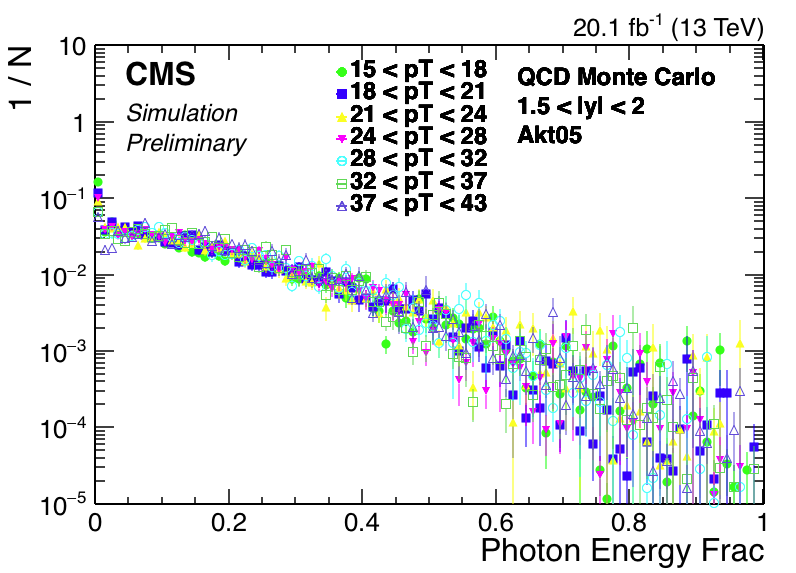 20.1 fb⁻¹ (13 TeV)
1 / N
10
1
10⁻¹
10⁻²
10⁻³
10⁻⁴
10⁻⁵
CMS
Simulation
Preliminary
15 < pT < 18
18 < pT < 21
21 < pT < 24
24 < pT < 28
28 < pT < 32
32 < pT < 37
37 < pT < 43
QCD Monte Carlo
1.5 < |y| < 2
Akt05
0 0.2 0.4 0.6 0.8 1
Photon Energy Frac